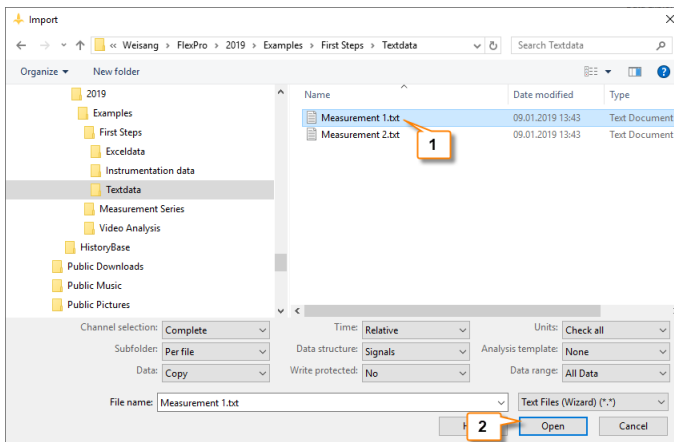 Import
« Weisang > FlexPro > 2019 > Examples > First Steps > Textdata
Search Textdata
Organize
New folder
Name
Date modified
Type
2019
Examples
First Steps
Exceldata
Instrumentation data
Textdata
Measurement Series
Video Analysis
HistoryBase
Public Downloads
Public Music
Public Pictures
Measurement 1.txt 09.01.2019 13:43 Text Document
Measurement 2.txt 09.01.2019 13:43 Text Document
1
Channel selection: Complete Time: Relative Units: Check all
Subfolder: Per file Data structure: Signals Analysis template: None
Data: Copy Write protected: No Data range: All Data
File name: Measurement 1.txt Text Files (Wizard) (*.*)
2 Open Cancel